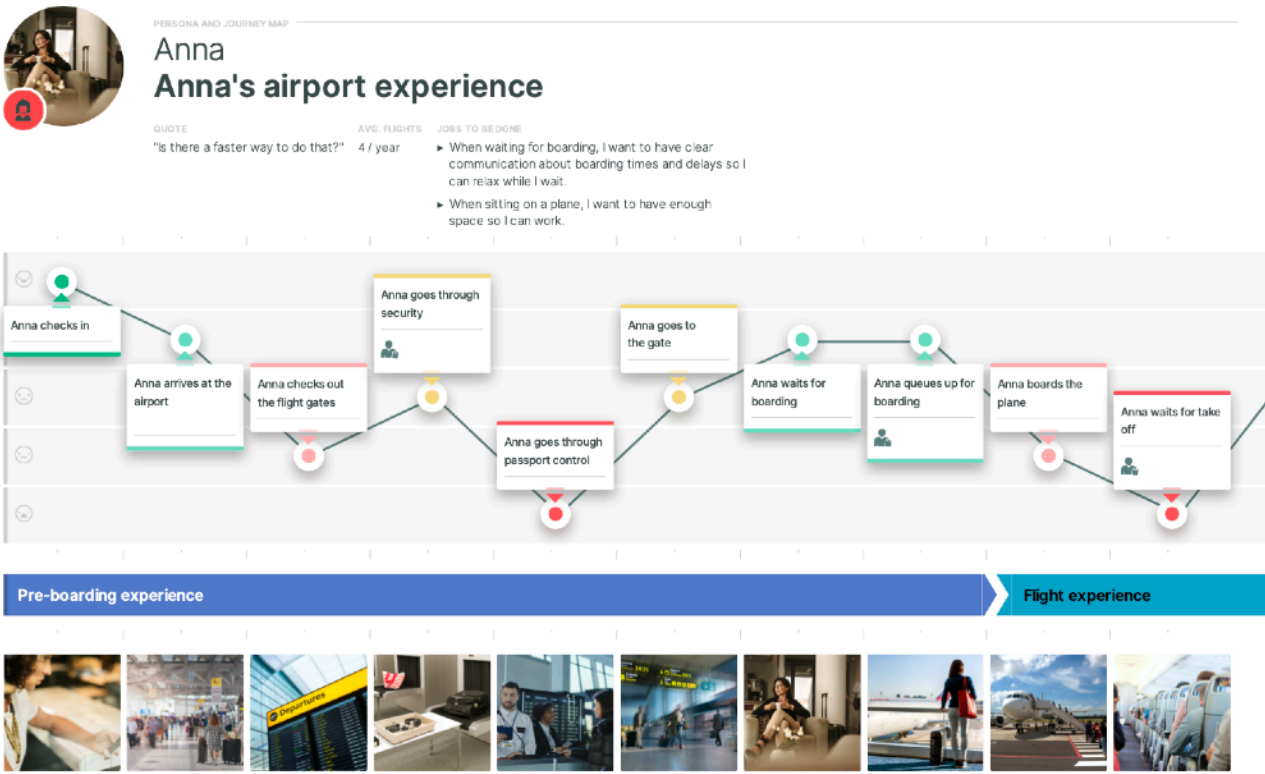 PERSONA AND JOURNEY MAP
Anna
Anna's airport experience
QUOTE
AVG. FLIGHTS
JOBS TO BE DONE
"Is there a faster way to do that?"
4 / year
► When waiting for boarding, I want to have clear
communication about boarding times and delays so I
can relax while I wait.
► When sitting on a plane, I want to have enough
space so I can work.
Anna checks in
Anna arrives at the
airport
Anna checks out
the flight gates
Anna goes through
security
Anna goes through
passport control
Anna goes to
the gate
Anna waits for
boarding
Anna queues up for
boarding
Anna boards the
plane
Anna waits for take
off
Pre-boarding experience
Flight experience
Departures